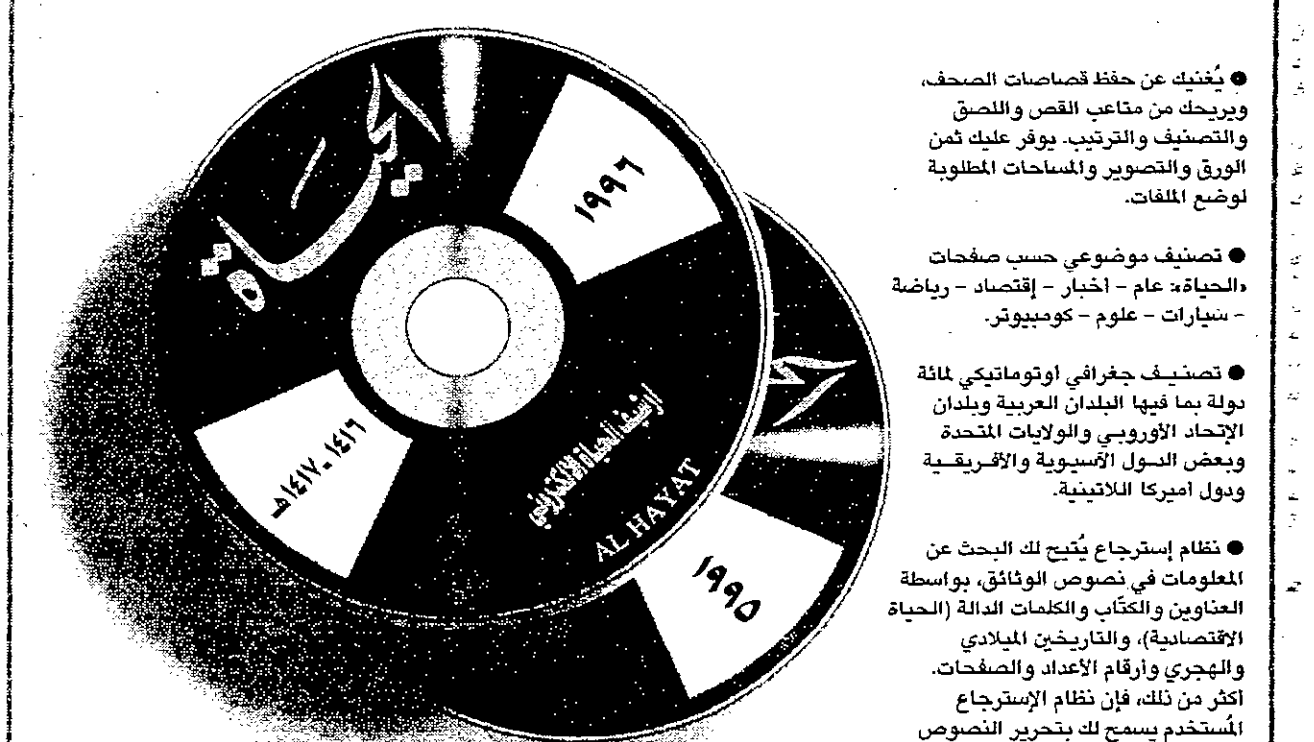 ● يُغنيك عن حفظ قصاصات الصحف،
ويريحك من متاعب القص واللصق
والتصنيف والترتيب. يوفر عليك ثمن
الورق والتصوير والمساحات المطلوبة
لوضع الملفات.
● تصنيف موضوعي حسب صفحات
«الحياة»: عام - أخبار - إقتصاد - رياضة
- سيارات - علوم - كومبيوتر.
● تصنيف جغرافي أوتوماتيكي لمائة
دولة بما فيها البلدان العربية وبلدان
الإتحاد الأوروبي والولايات المتحدة
وبعض الدول الآسيوية والأفريقية
ودول أميركا اللاتينية.
● نظام إسترجاع يُتيح لك البحث عن
المعلومات في نصوص الوثائق، بواسطة
العناوين والكتّاب والكلمات الدالة (الحياة
الاقتصادية)، والتاريخين الميلادي
والهجري وأرقام الأعداد والصفحات.
أكثر من ذلك، فإن نظام الإسترجاع
المُستخدم يسمح لك بتحرير النصوص
الحياة
١٩٩٦
١٤١٦ - ١٤١٧هـ
أرشيف الحياة الإلكتروني
AL HAYAT
١٩٩٥